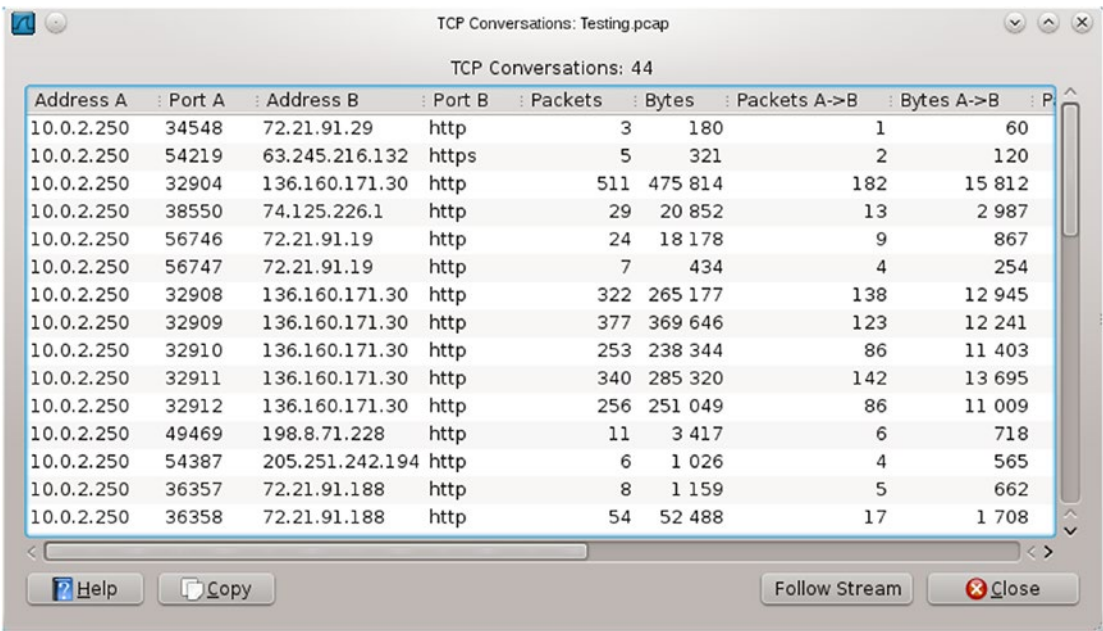 TCP Conversations: Testing.pcap
TCP Conversations: 44
Address A Port A Address B Port B Packets Bytes Packets A->B Bytes A->B P
10.0.2.250 34548 72.21.91.29 http 3 180 1 60
10.0.2.250 54219 63.245.216.132 https 5 321 2 120
10.0.2.250 32904 136.160.171.30 http 511 475 814 182 15 812
10.0.2.250 38550 74.125.226.1 http 29 20 852 13 2 987
10.0.2.250 56746 72.21.91.19 http 24 18 178 9 867
10.0.2.250 56747 72.21.91.19 http 7 434 4 254
10.0.2.250 32908 136.160.171.30 http 322 265 177 138 12 945
10.0.2.250 32909 136.160.171.30 http 377 369 646 123 12 241
10.0.2.250 32910 136.160.171.30 http 253 238 344 86 11 403
10.0.2.250 32911 136.160.171.30 http 340 285 320 142 13 695
10.0.2.250 32912 136.160.171.30 http 256 251 049 86 11 009
10.0.2.250 49469 198.8.71.228 http 11 3 417 6 718
10.0.2.250 54387 205.251.242.194 http 6 1 026 4 565
10.0.2.250 36357 72.21.91.188 http 8 1 159 5 662
10.0.2.250 36358 72.21.91.188 http 54 52 488 17 1 708
Help Copy Follow Stream Close